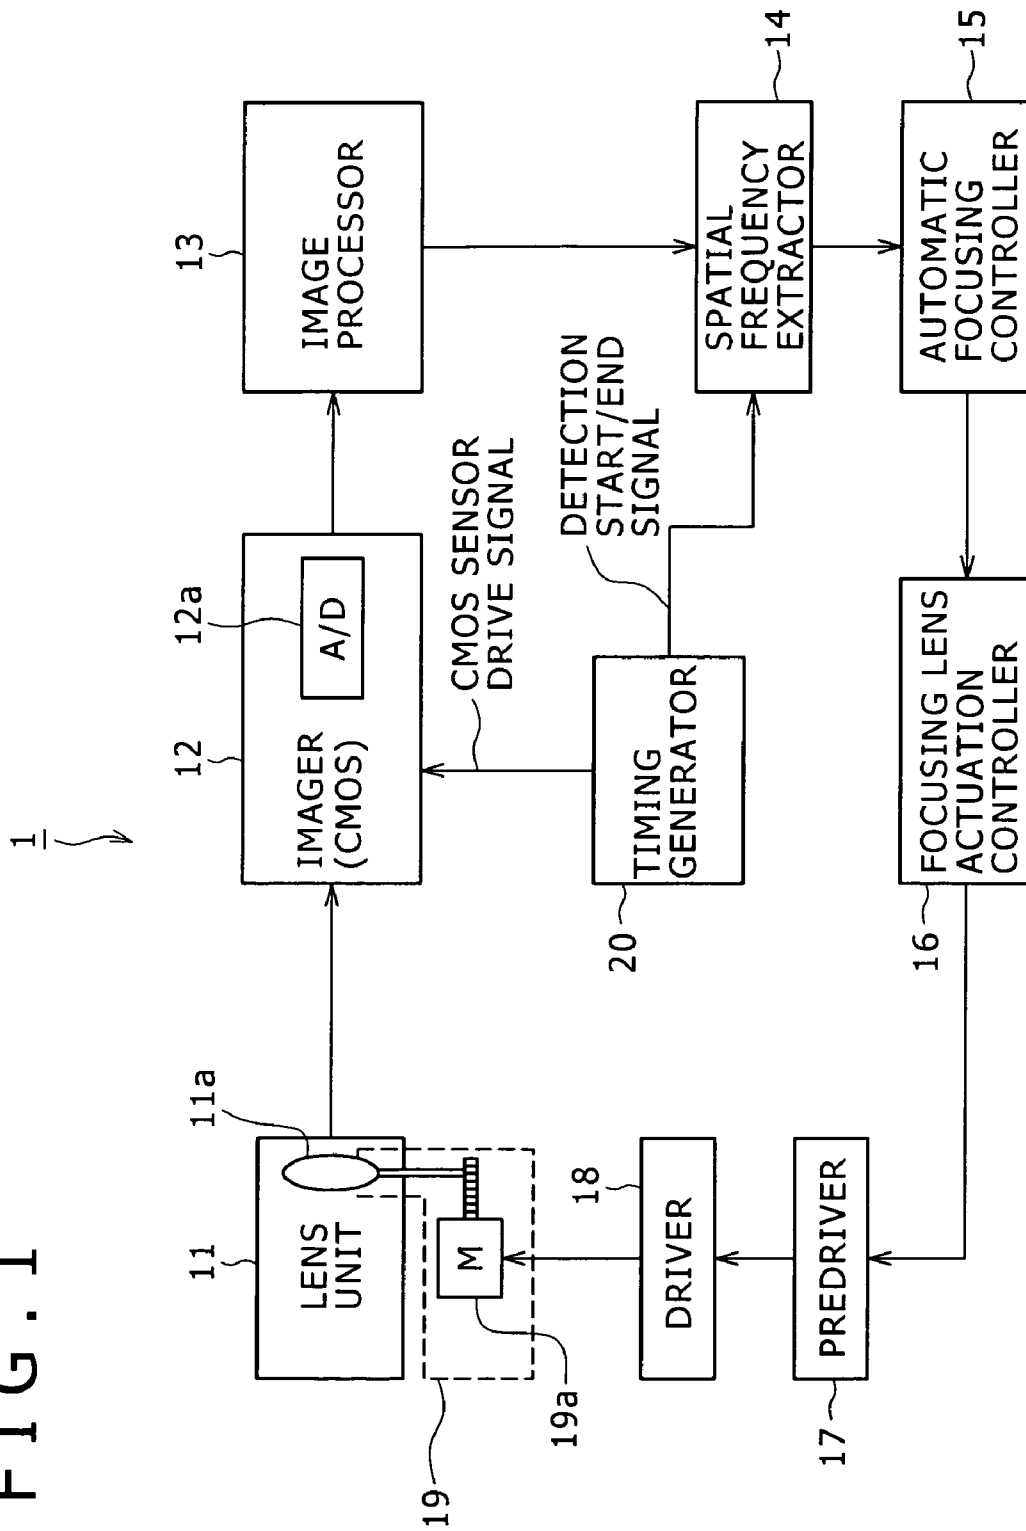 FIG.1
1
11
11a
LENS
UNIT
12
12a
IMAGER
(CMOS)
A/D
13
IMAGE
PROCESSOR
CMOS SENSOR
DRIVE SIGNAL
DETECTION
START/END
SIGNAL
19
19a
M
18
DRIVER
17
PREDRIVER
20
TIMING
GENERATOR
14
SPATIAL
FREQUENCY
EXTRACTOR
16
FOCUSING LENS
ACTUATION
CONTROLLER
15
AUTOMATIC
FOCUSING
CONTROLLER